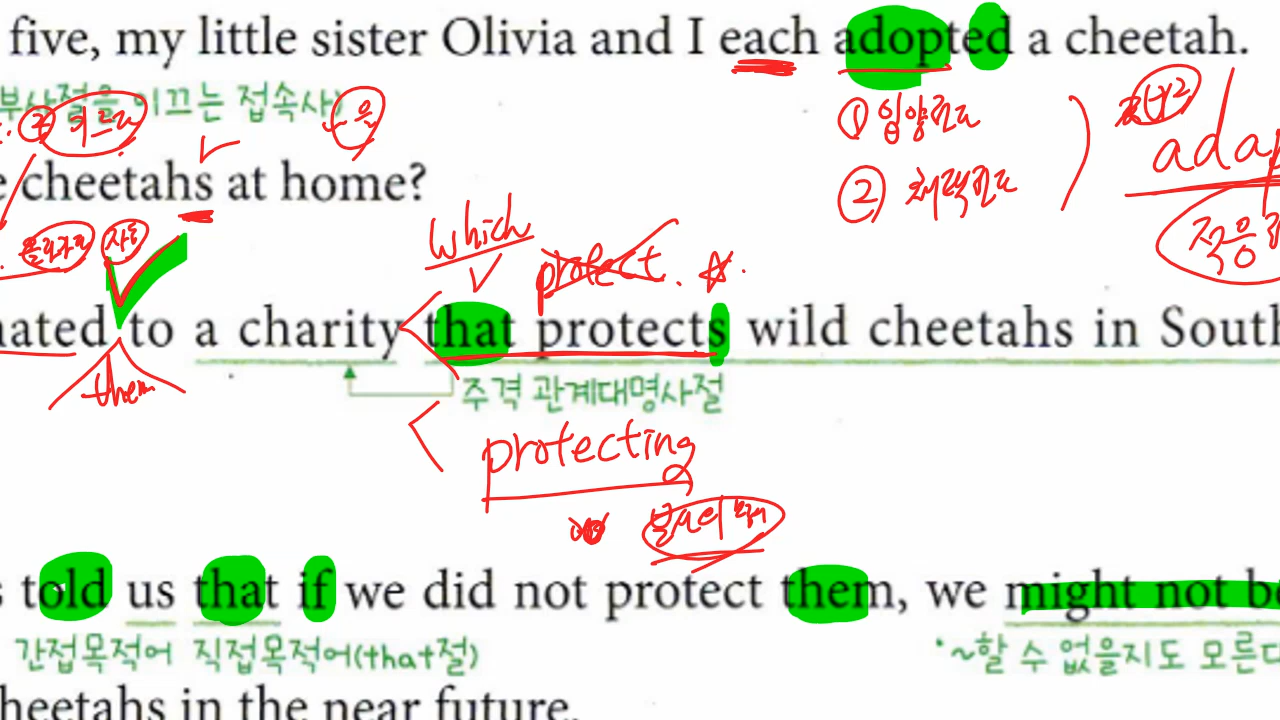 five, my little sister Olivia and I each adopted a cheetah.
부사절을 이끄는 접속사)
② 기르다
① 입양하다
② 채택하다
cheetahs at home?
적응
which
사
protect.
to a charity that protects wild cheetahs in South
them
주격 관계대명사절
protecting
told us that if we did not protect them, we might not be
간접목적어 직접목적어(that절)
~할 수 없을지도 모른다
cheetahs in the near future.